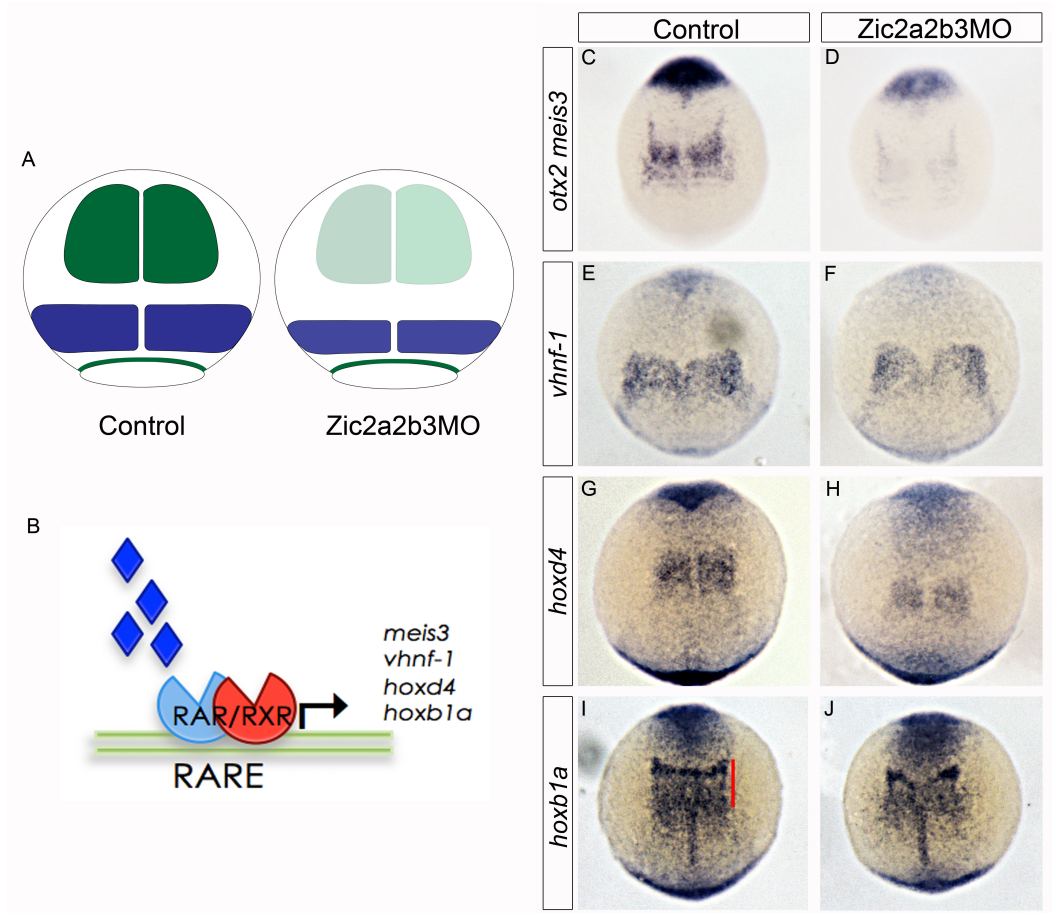 A
Control
Zic2a2b3MO
B
meis3
vhnf-1
hoxd4
hoxb1a
RAR/RXR
RARE
Control
Zic2a2b3MO
otx2 meis3
C
D
vhnf-1
E
F
hoxd4
G
H
hoxb1a
I
J